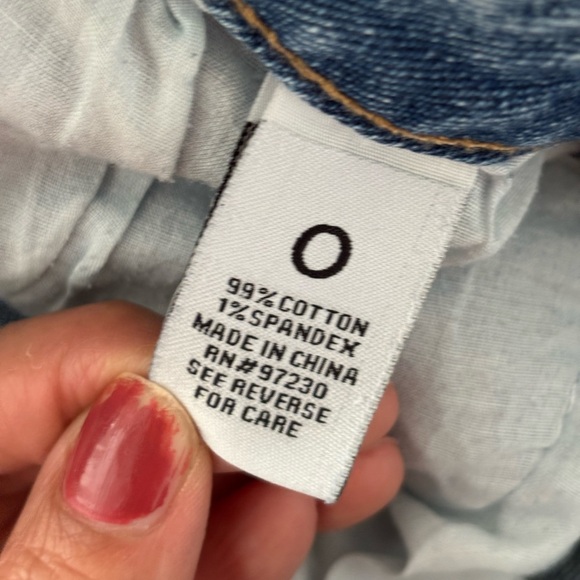 0
99% COTTON
1% SPANDEX
MADE IN CHINA
RN#97230
SEE REVERSE
FOR CARE